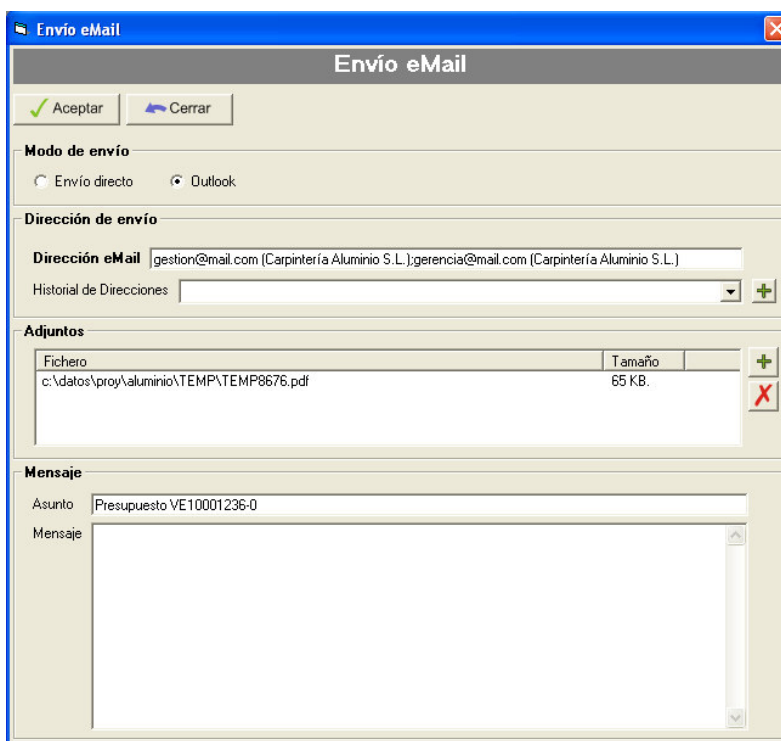 Envío eMail
Envío eMail
Aceptar Cerrar
Modo de envío
Envío directo Outlook
Dirección de envío
Dirección eMail gestion@mail.com (Carpintería Aluminio S.L.);gerencia@mail.com (Carpintería Aluminio S.L.)
Historial de Direcciones
Adjuntos
Fichero Tamaño
c:\datos\proy\aluminio\TEMP\TEMP8676.pdf 65 KB.
Mensaje
Asunto Presupuesto VE10001236-0
Mensaje